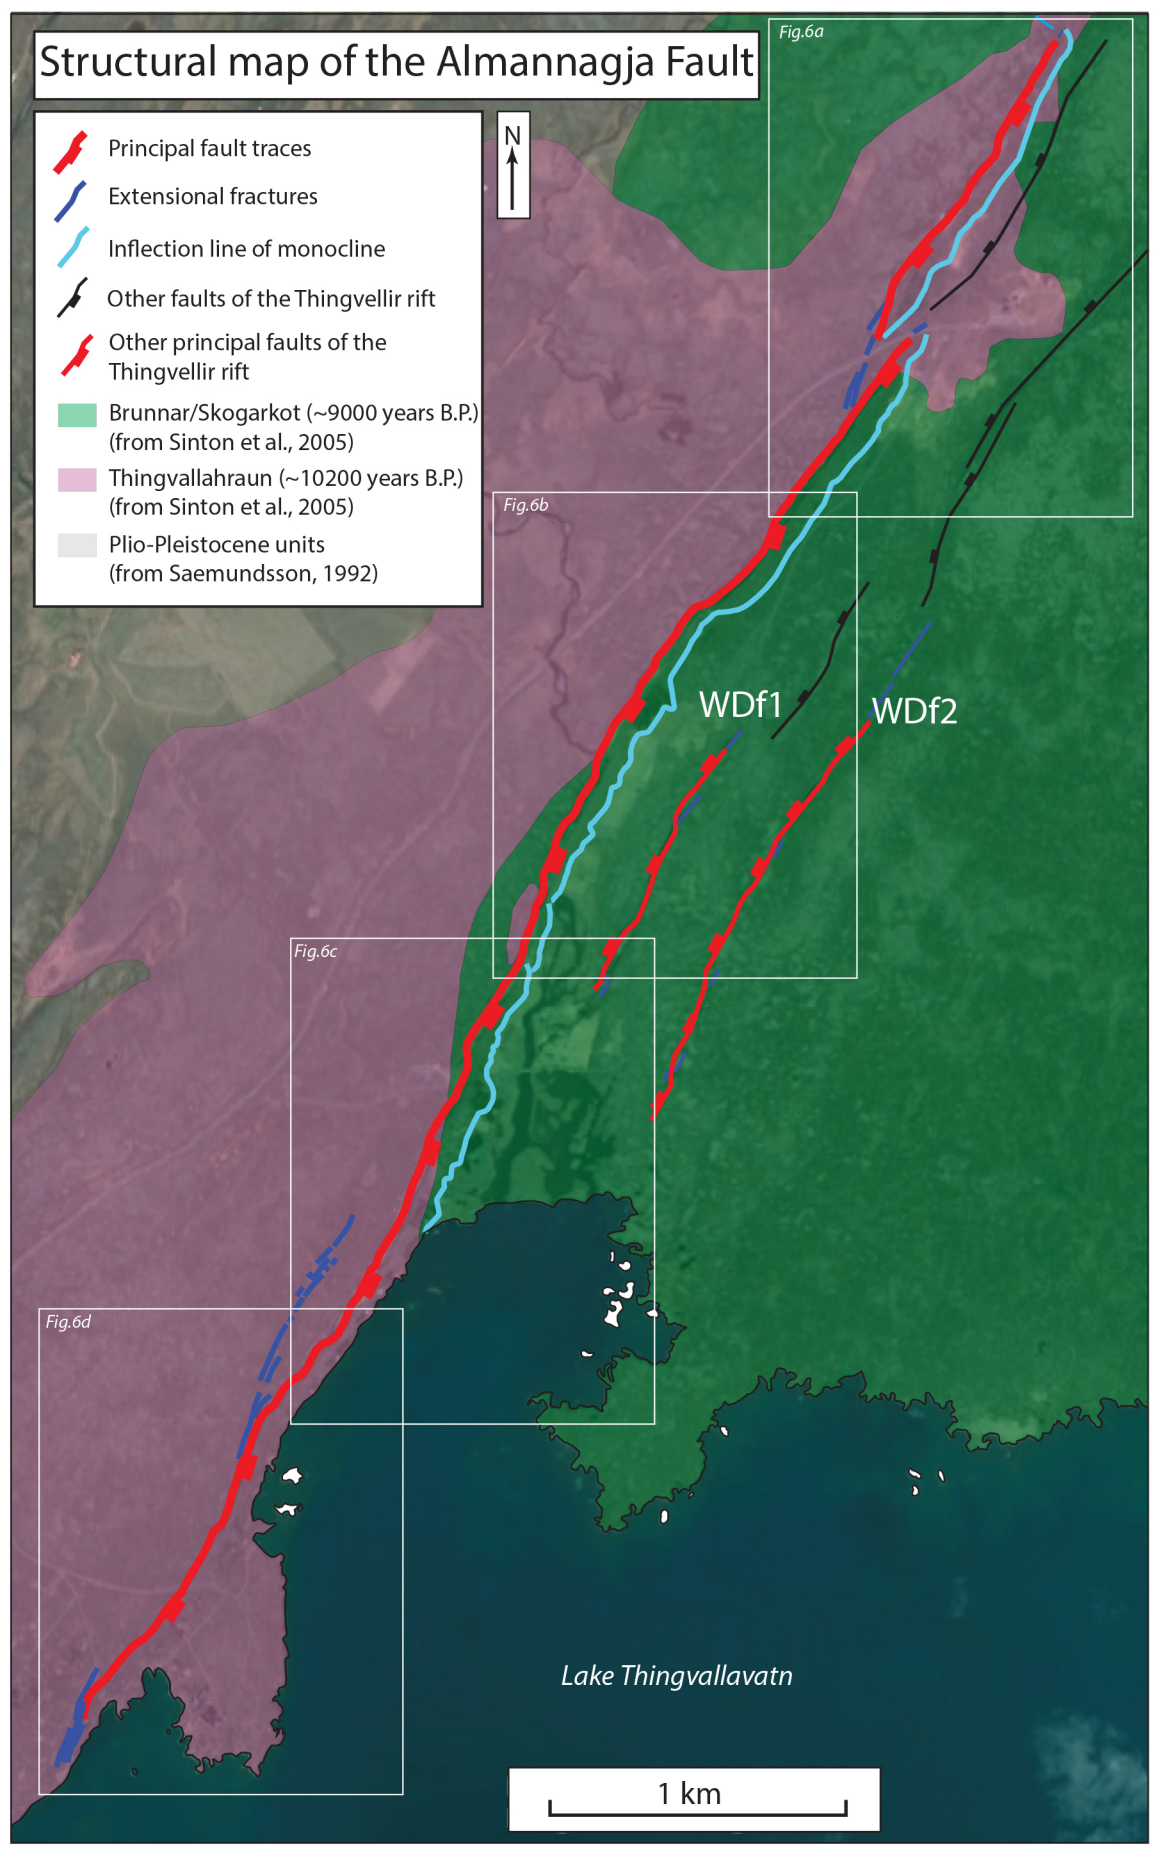 Structural map of the Almannagja Fault
Fig.6a
N
Principal fault traces
Extensional fractures
Inflection line of monocline
Other faults of the Thingvellir rift
Other principal faults of the
Thingvellir rift
Brunnar/Skogarkot (~9000 years B.P.)
(from Sinton et al., 2005)
Thingvallahraun (~10200 years B.P.)
(from Sinton et al., 2005)
Plio-Pleistocene units
(from Saemundsson, 1992)
Fig.6b
WDf1
WDf2
Fig.6c
Fig.6d
Lake Thingvallavatn
1 km